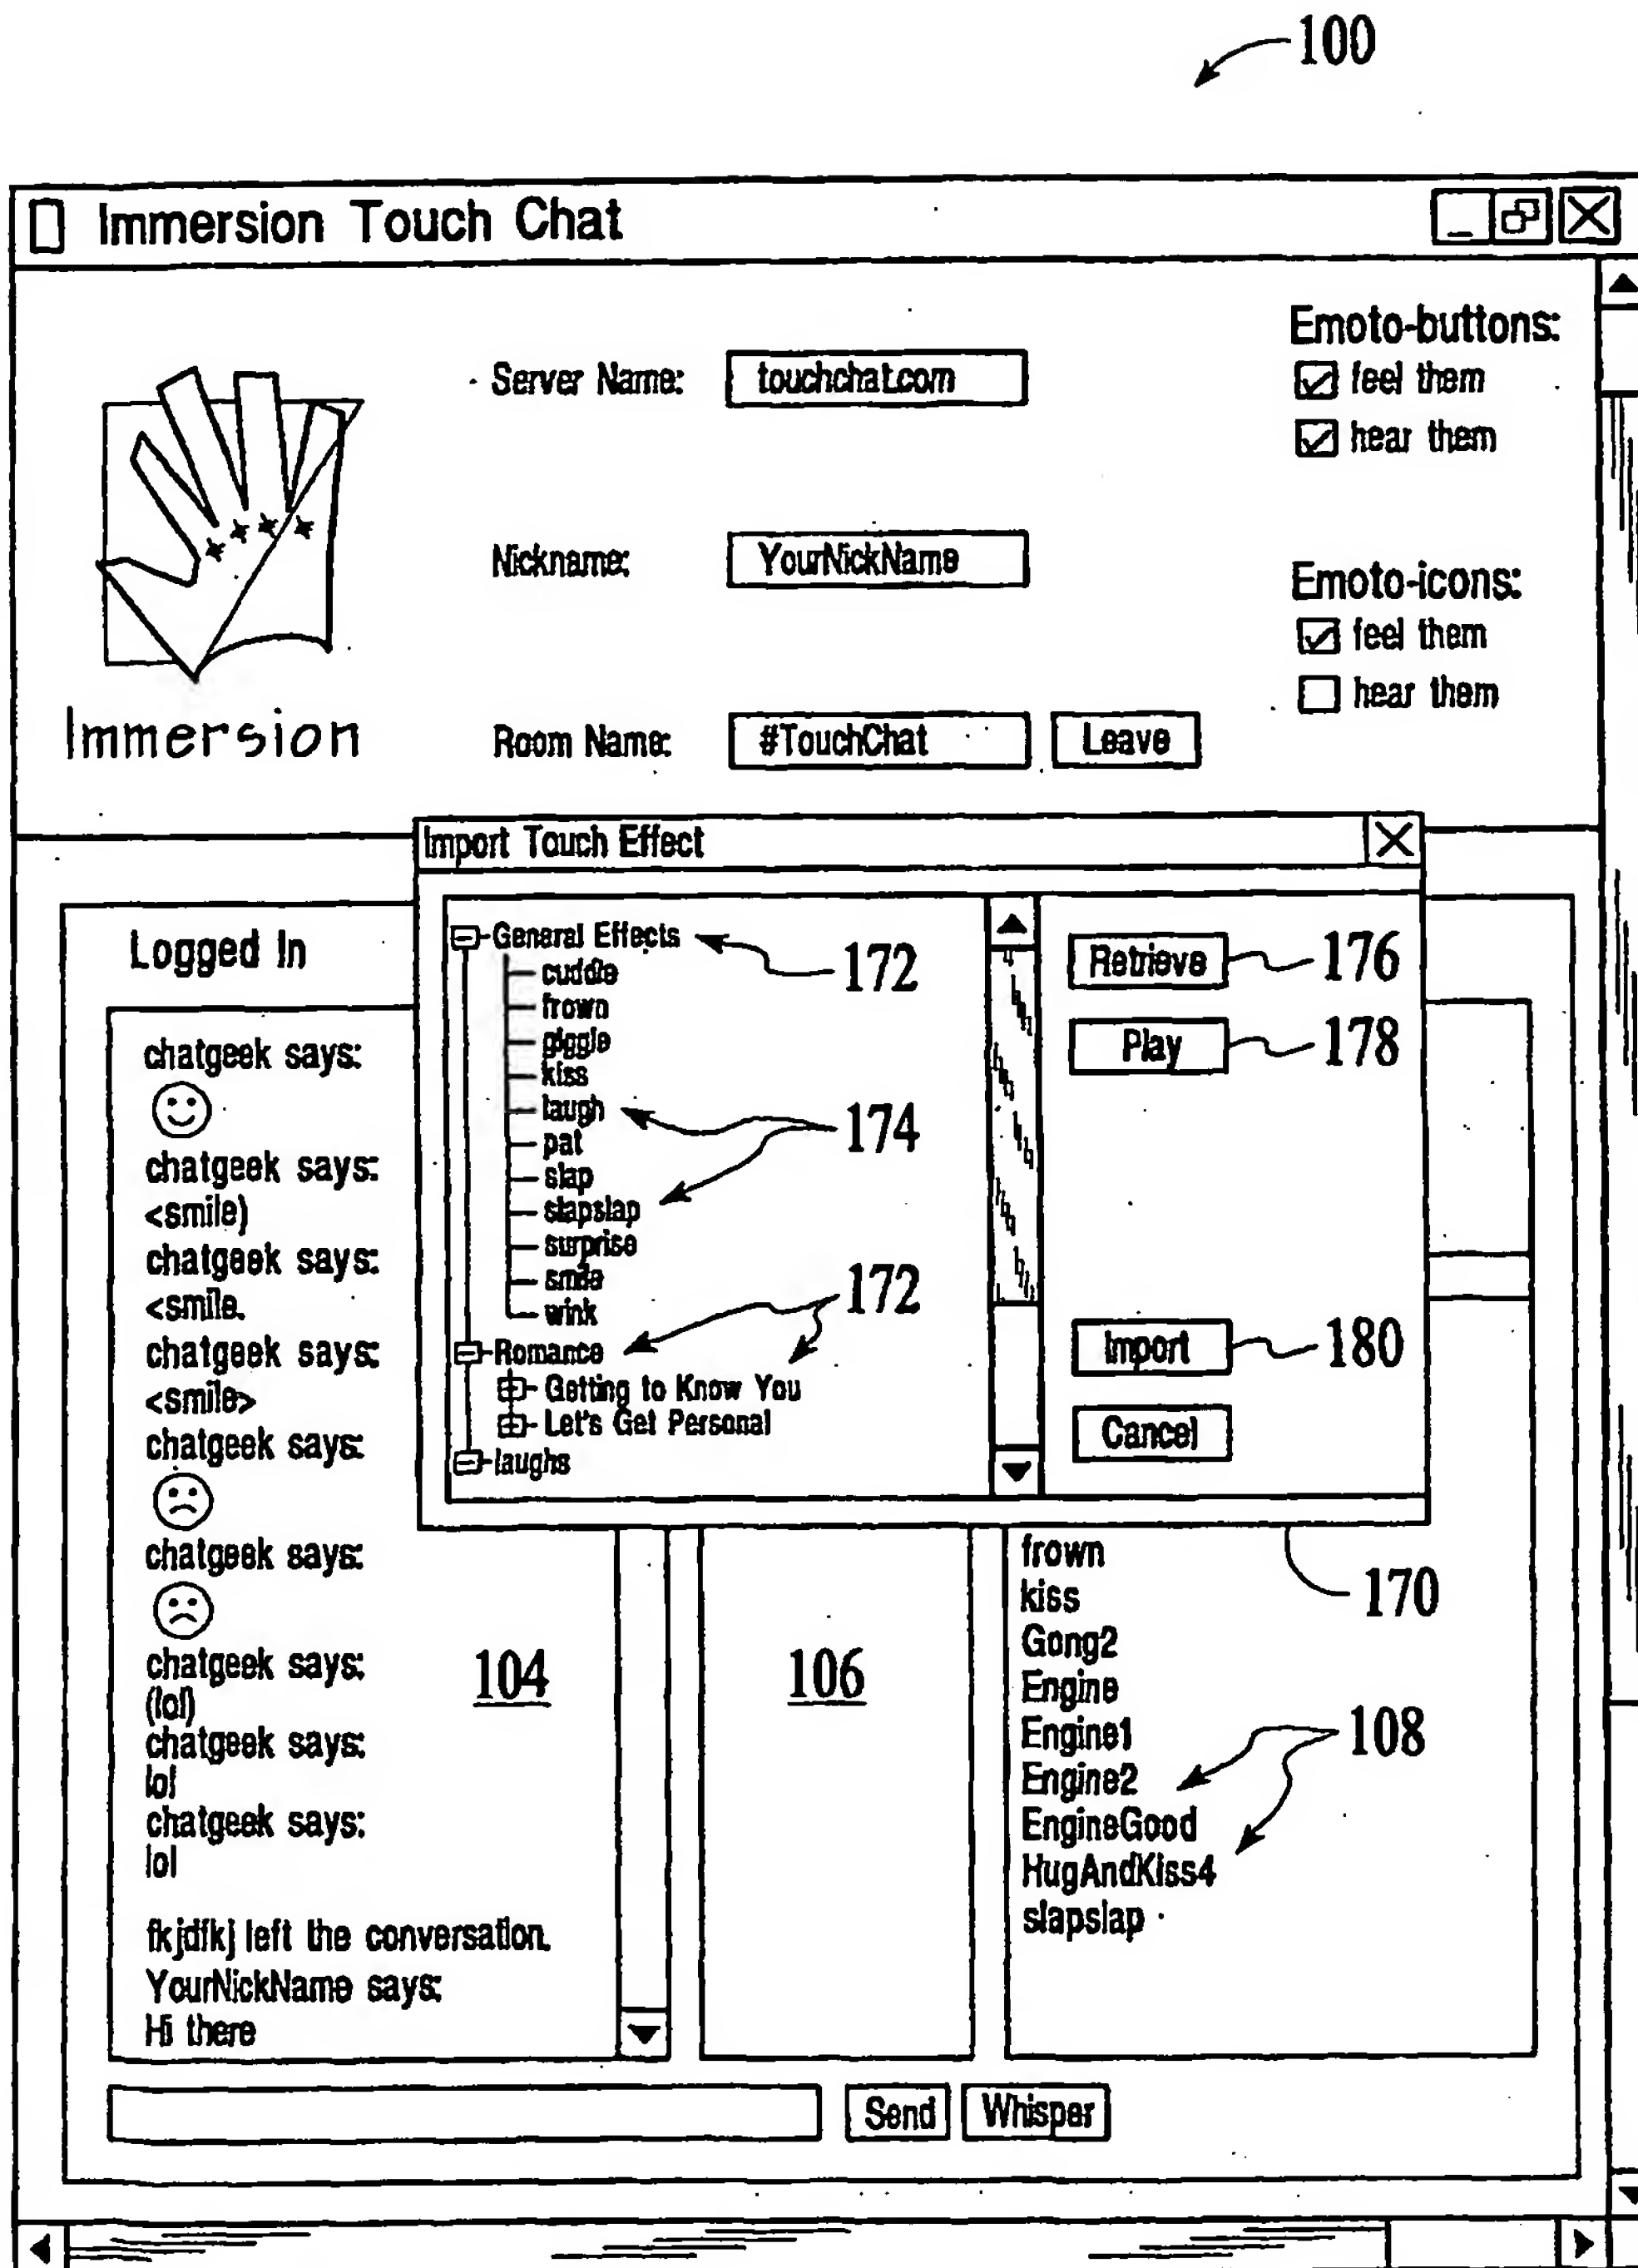 100
Immersion Touch Chat
Server Name: touchchat.com
Emoto-buttons:
feel them
hear them
Nickname: YourNickName
Emoto-icons:
feel them
hear them
Immersion
Room Name: #TouchChat Leave
Import Touch Effect
Logged In
General Effects 172
cuddle
frown
giggle
kiss
laugh
174
pat
slap
slapslap
surprise
smile
wink
172
Romance
Getting to Know You
Let's Get Personal
laughs
Retrieve 176
Play 178
Import 180
Cancel
170
chatgeek says:
chatgeek says:
<smile)
chatgeek says:
<smile.
chatgeek says:
<smile>
chatgeek says:
chatgeek says:
chatgeek says:
(lol)
chatgeek says:
lol
chatgeek says:
lol
fkjdfkj left the conversation.
YourNickName says:
Hi there
104
106
frown
kiss
Gong2
Engine
Engine1
108
Engine2
EngineGood
HugAndKiss4
slapslap
Send Whisper